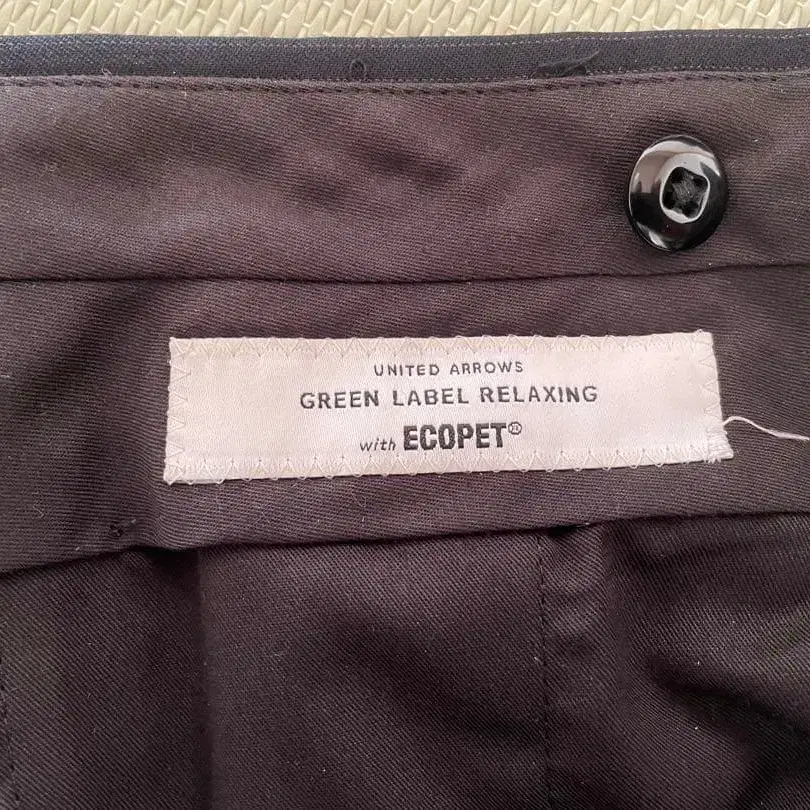 UNITED ARROWS
GREEN LABEL RELAXING
with ECOPET®